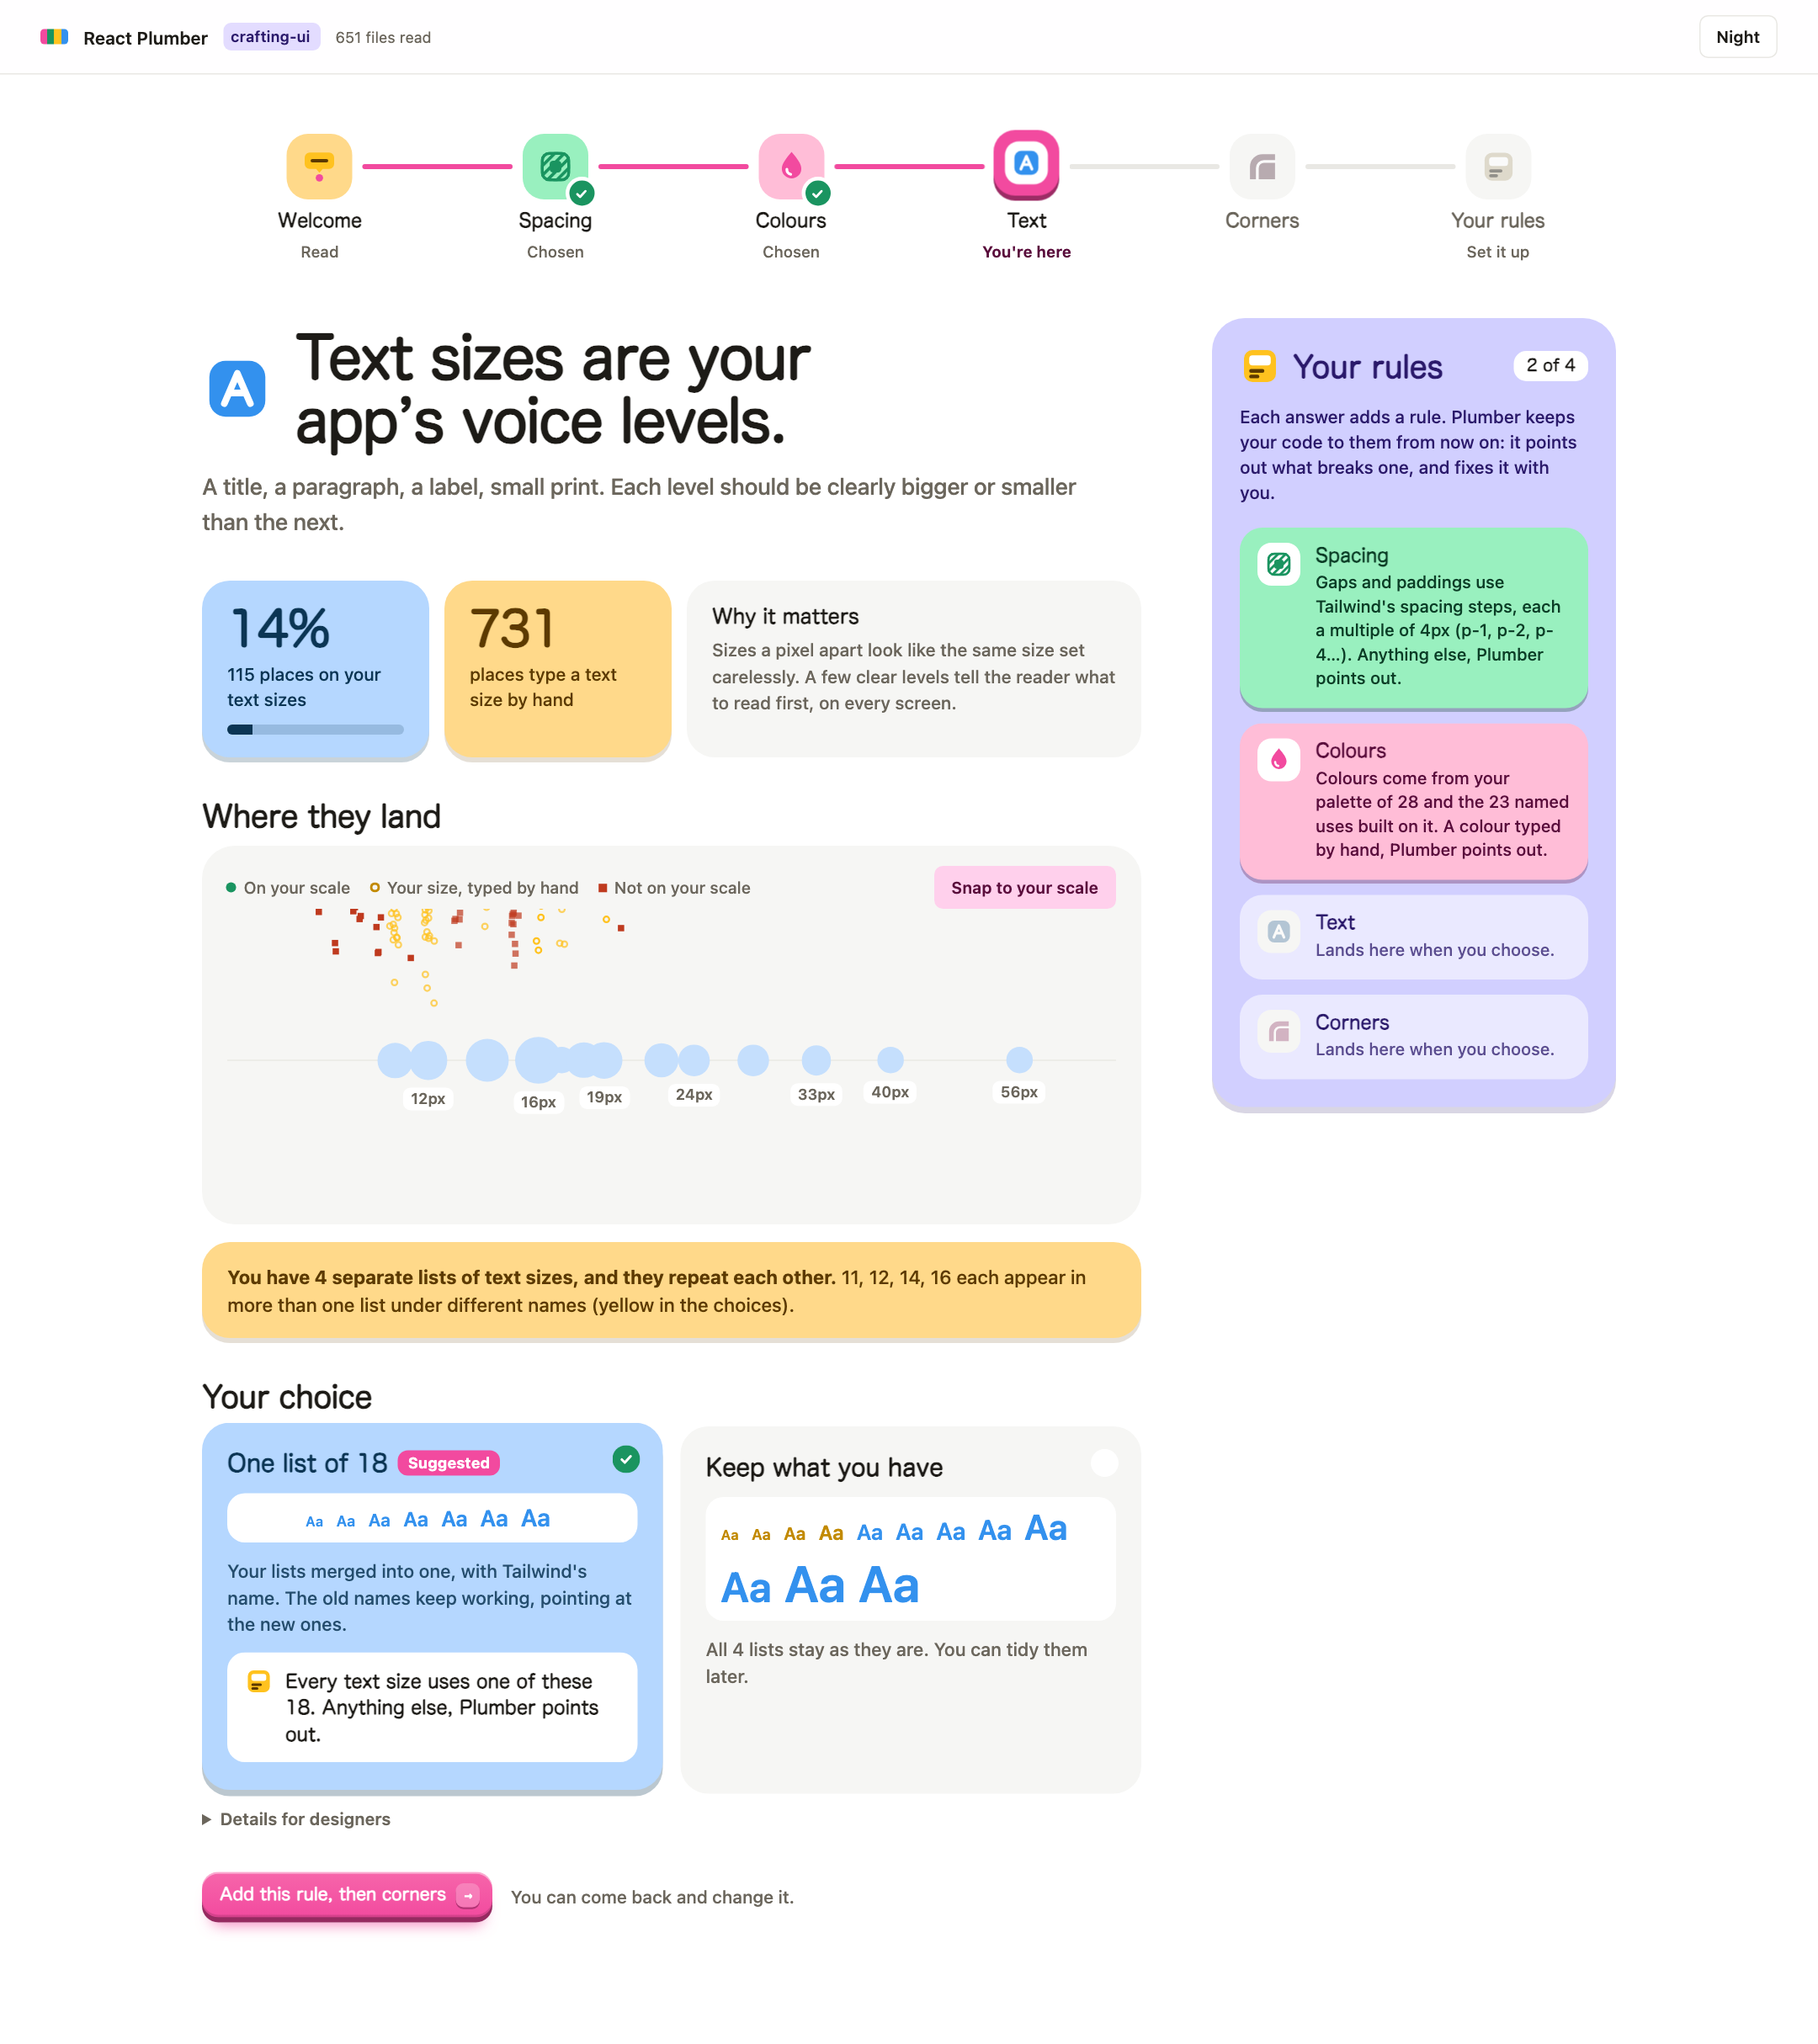 React Plumber crafting-ui 651 files read Night
Welcome
Read
Spacing
Chosen
Colours
Chosen
Text
You're here
Corners
Your rules
Set it up
A
Text sizes are your
app’s voice levels.
A title, a paragraph, a label, small print. Each level should be clearly bigger or smaller
than the next.
14%
115 places on your
text sizes
731
places type a text
size by hand
Why it matters
Sizes a pixel apart look like the same size set
carelessly. A few clear levels tell the reader what
to read first, on every screen.
Where they land
On your scale Your size, typed by hand Not on your scale
Snap to your scale
12px 16px 19px 24px 33px 40px 56px
You have 4 separate lists of text sizes, and they repeat each other. 11, 12, 14, 16 each appear in
more than one list under different names (yellow in the choices).
Your choice
One list of 18 Suggested
Aa Aa Aa Aa Aa Aa Aa
Your lists merged into one, with Tailwind's
name. The old names keep working, pointing at
the new ones.
Every text size uses one of these
18. Anything else, Plumber points
out.
Keep what you have
Aa Aa Aa Aa Aa Aa Aa Aa Aa
Aa Aa Aa
All 4 lists stay as they are. You can tidy them
later.
Details for designers
Add this rule, then corners →
You can come back and change it.
Your rules 2 of 4
Each answer adds a rule. Plumber keeps
your code to them from now on: it points
out what breaks one, and fixes it with
you.
Spacing
Gaps and paddings use
Tailwind's spacing steps, each
a multiple of 4px (p-1, p-2, p-
4...). Anything else, Plumber
points out.
Colours
Colours come from your
palette of 28 and the 23 named
uses built on it. A colour typed
by hand, Plumber points out.
A
Text
Lands here when you choose.
Corners
Lands here when you choose.